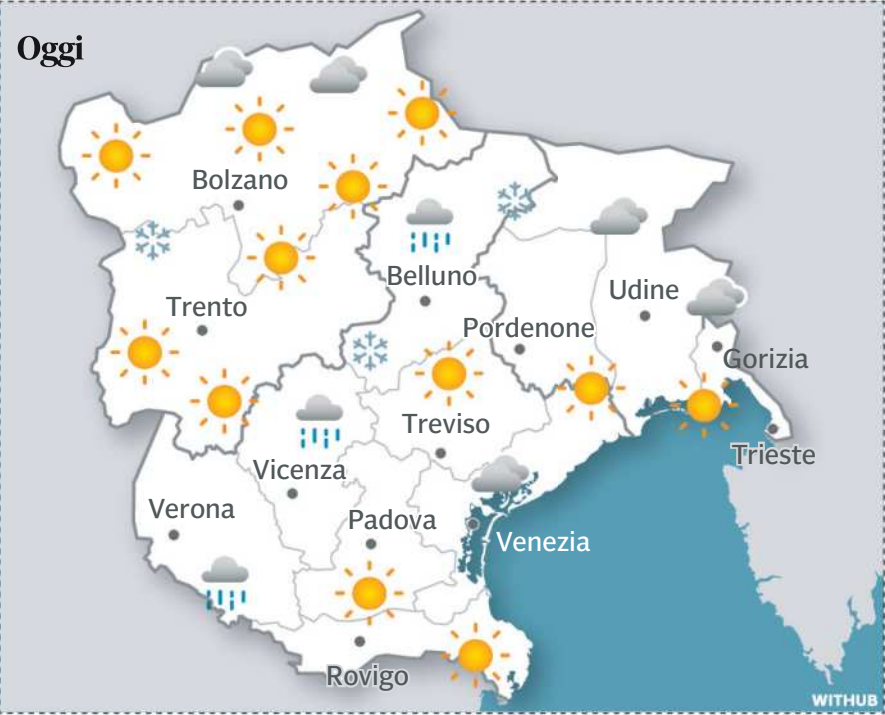 Oggi
Bolzano
Belluno
Trento
Udine
Pordenone
Gorizia
Treviso
Trieste
Vicenza
Verona
Padova
Venezia
Rovigo
WITHUB